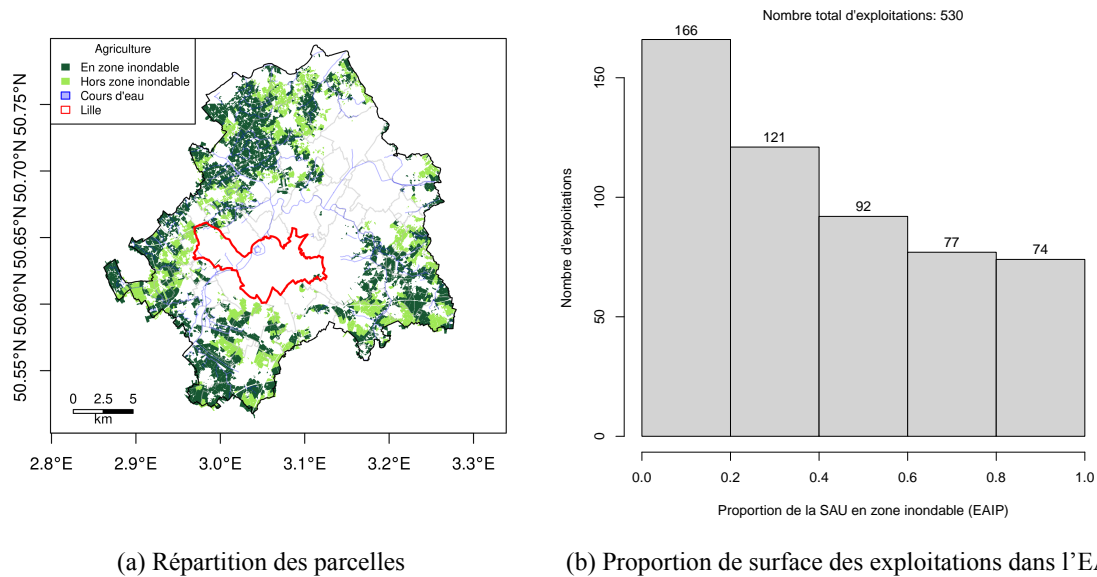 Agriculture
En zone inondable
Hors zone inondable
Cours d'eau
Lille
50.55°N 50.60°N 50.65°N 50.70°N 50.75°N
0 2.5 5
km
2.8°E 2.9°E 3.0°E 3.1°E 3.2°E 3.3°E
(a) Répartition des parcelles
Nombre total d'exploitations: 530
166
121
92
77
74
Nombre d'exploitations
0 50 100 150
0.0 0.2 0.4 0.6 0.8 1.0
Proportion de la SAU en zone inondable (EAIP)
(b) Proportion de surface des exploitations dans l'EA